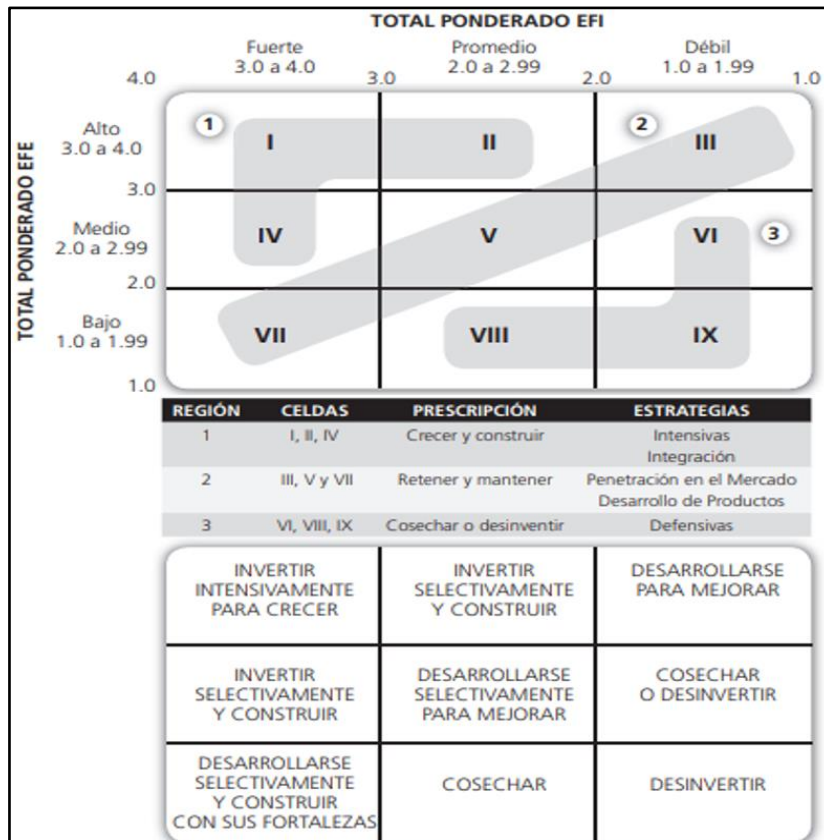 TOTAL PONDERADO EFI
Fuerte Promedio Débil
3.0 a 4.0 2.0 a 2.99 1.0 a 1.99
4.0 3.0 2.0 1.0
TOTAL PONDERADO EFE
Alto
3.0 a 4.0
1 I II 2 III
3.0
Medio
2.0 a 2.99
IV V VI 3
2.0
Bajo
1.0 a 1.99
VII VIII IX
1.0
REGIÓN CELDAS PRESCRIPCIÓN ESTRATEGIAS
1 I, II, IV Crecer y construir Intensivas
Integración
2 III, V y VII Retener y mantener Penetración en el Mercado
Desarrollo de Productos
3 VI, VIII, IX Cosechar o desinventir Defensivas
INVERTIR INVERTIR DESARROLLARSE
INTENSIVAMENTE SELECTIVAMENTE PARA MEJORAR
PARA CRECER Y CONSTRUIR
INVERTIR DESARROLLARSE COSECHAR
SELECTIVAMENTE SELECTIVAMENTE O DESINVERTIR
Y CONSTRUIR PARA MEJORAR
DESARROLLARSE
SELECTIVAMENTE COSECHAR DESINVERTIR
Y CONSTRUIR
CON SUS FORTALEZAS